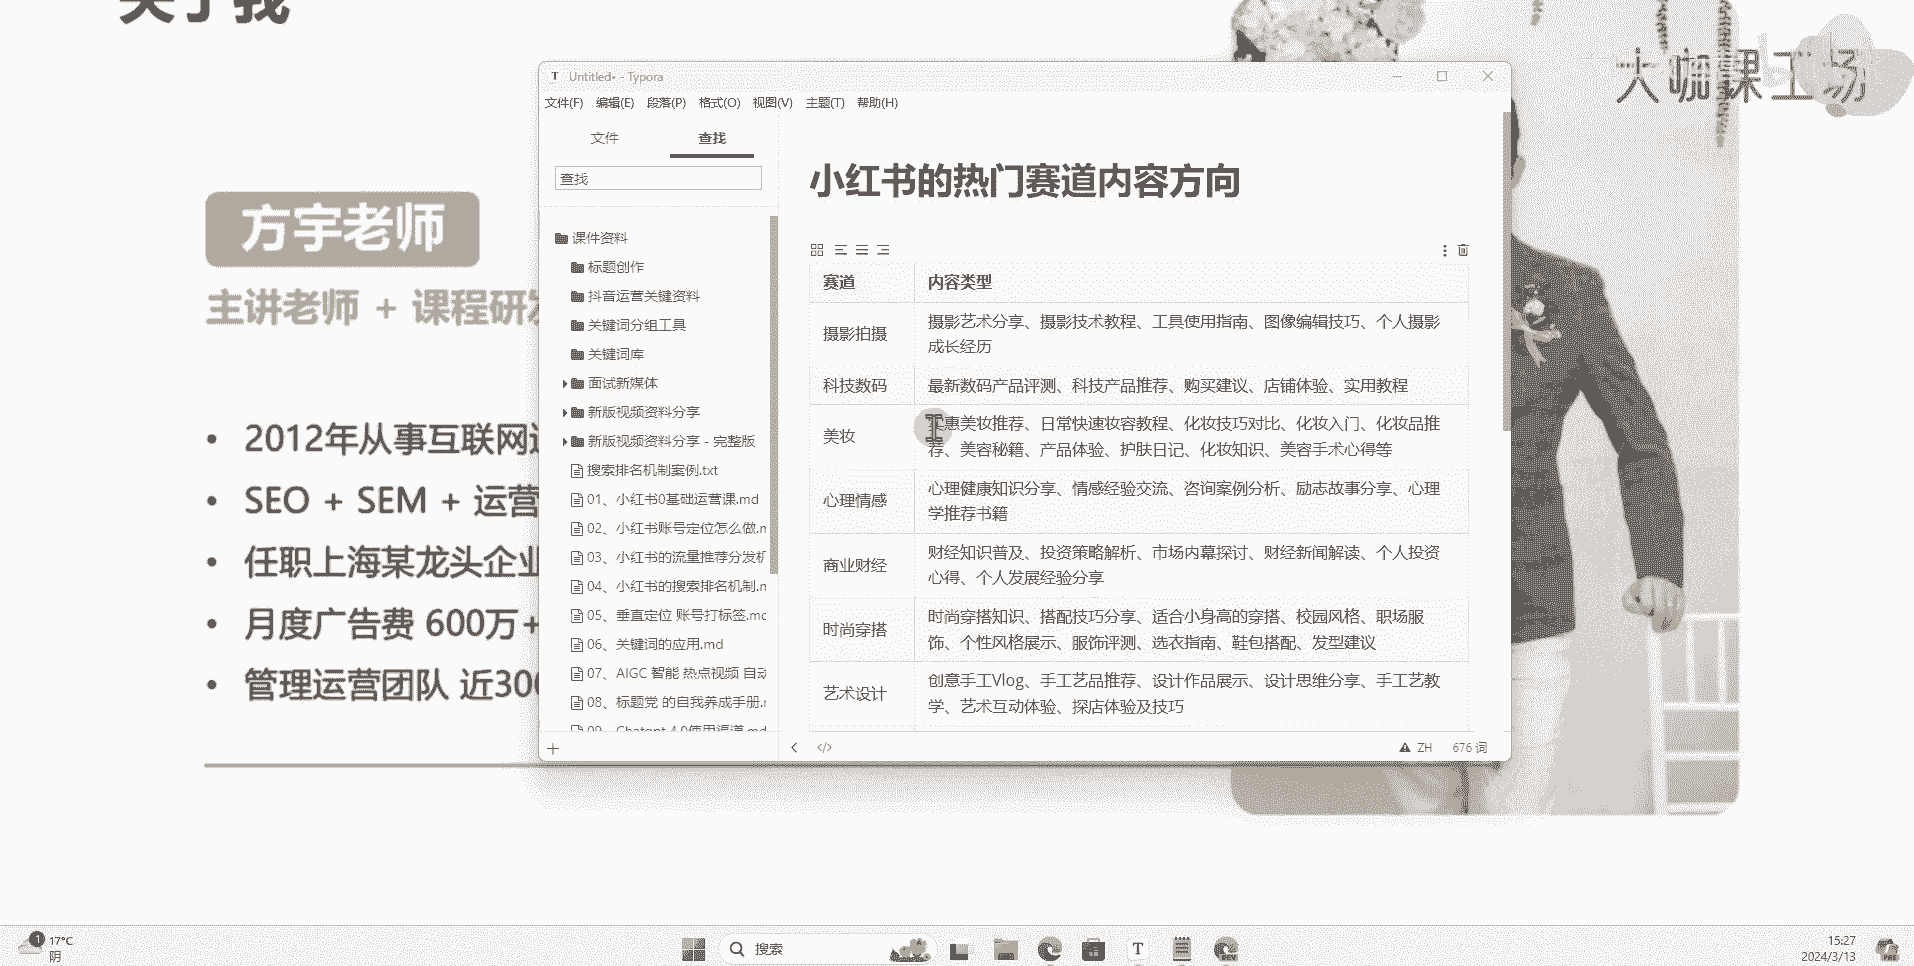 关于我
大咖课工场
方宇老师
主讲老师 + 课程研发
2012年从事互联网
SEO + SEM + 运营
任职上海某龙头企业
月度广告费 600万+
管理运营团队 近300
Untitled• - Typora
文件(F) 编辑(E) 段落(P) 格式(O) 视图(V) 主题(T) 帮助(H)
文件 查找
查找
课件资料
标题创作
抖音运营关键资料
关键词分组工具
关键词库
面试新媒体
新版视频资料分享
新版视频资料分享 - 完整版
搜索排名机制案例.txt
01、小红书0基础运营课.md
02、小红书账号定位怎么做.m
03、小红书的流量推荐分发机
04、小红书的搜索排名机制.m
05、垂直定位 账号打标签.mc
06、关键词的应用.md
07、AIGC 智能 热点视频 自动
08、标题党 的自我养成手册.r
09、Chatgpt 4.0使用渠道.md
小红书的热门赛道内容方向
赛道 内容类型
摄影拍摄 摄影艺术分享、摄影技术教程、工具使用指南、图像编辑技巧、个人摄影
成长经历
科技数码 最新数码产品评测、科技产品推荐、购买建议、店铺体验、实用教程
美妆 惠美妆推荐、日常快速妆容教程、化妆技巧对比、化妆入门、化妆品推
荐、美容秘籍、产品体验、护肤日记、化妆知识、美容手术心得等
心理情感 心理健康知识分享、情感经验交流、咨询案例分析、励志故事分享、心理
学推荐书籍
商业财经 财经知识普及、投资策略解析、市场内幕探讨、财经新闻解读、个人投资
心得、个人发展经验分享
时尚穿搭 时尚穿搭知识、搭配技巧分享、适合小身高的穿搭、校园风格、职场服
饰、个性风格展示、服饰评测、选衣指南、鞋包搭配、发型建议
艺术设计 创意手工Vlog、手工艺品推荐、设计作品展示、设计思维分享、手工艺教
学、艺术互动体验、探店体验及技巧
ZH 676 词
1 17°C
阴
搜索
T
DEV
15:27
2024/3/13
PRE